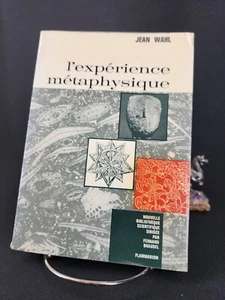 JEAN WAHL
l'expérience
métaphysique
NOUVELLE
BIBLIOTHÈQUE
SCIENTIFIQUE
DIRIGÉE
PAR
FERNAND
BRAUDEL
FLAMMARION